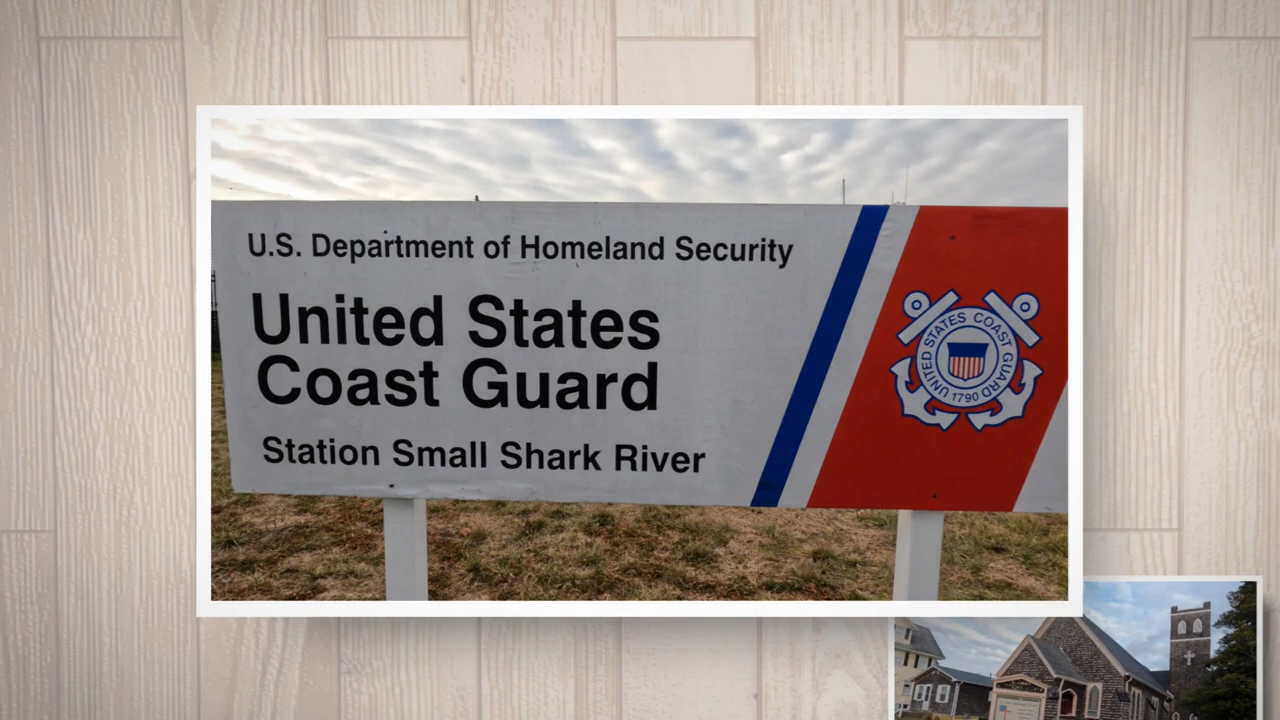 U.S. Department of Homeland Security
United States
Coast Guard
Station Small Shark River
UNITED STATES COAST GUARD
1790